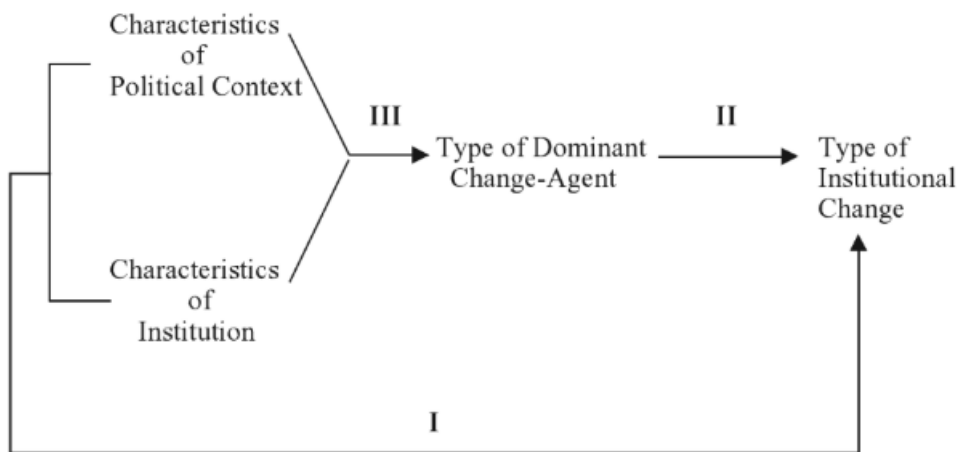 Characteristics
of
Political Context
III
II
Type of Dominant
Change-Agent
Type of
Institutional
Change
Characteristics
of
Institution
I